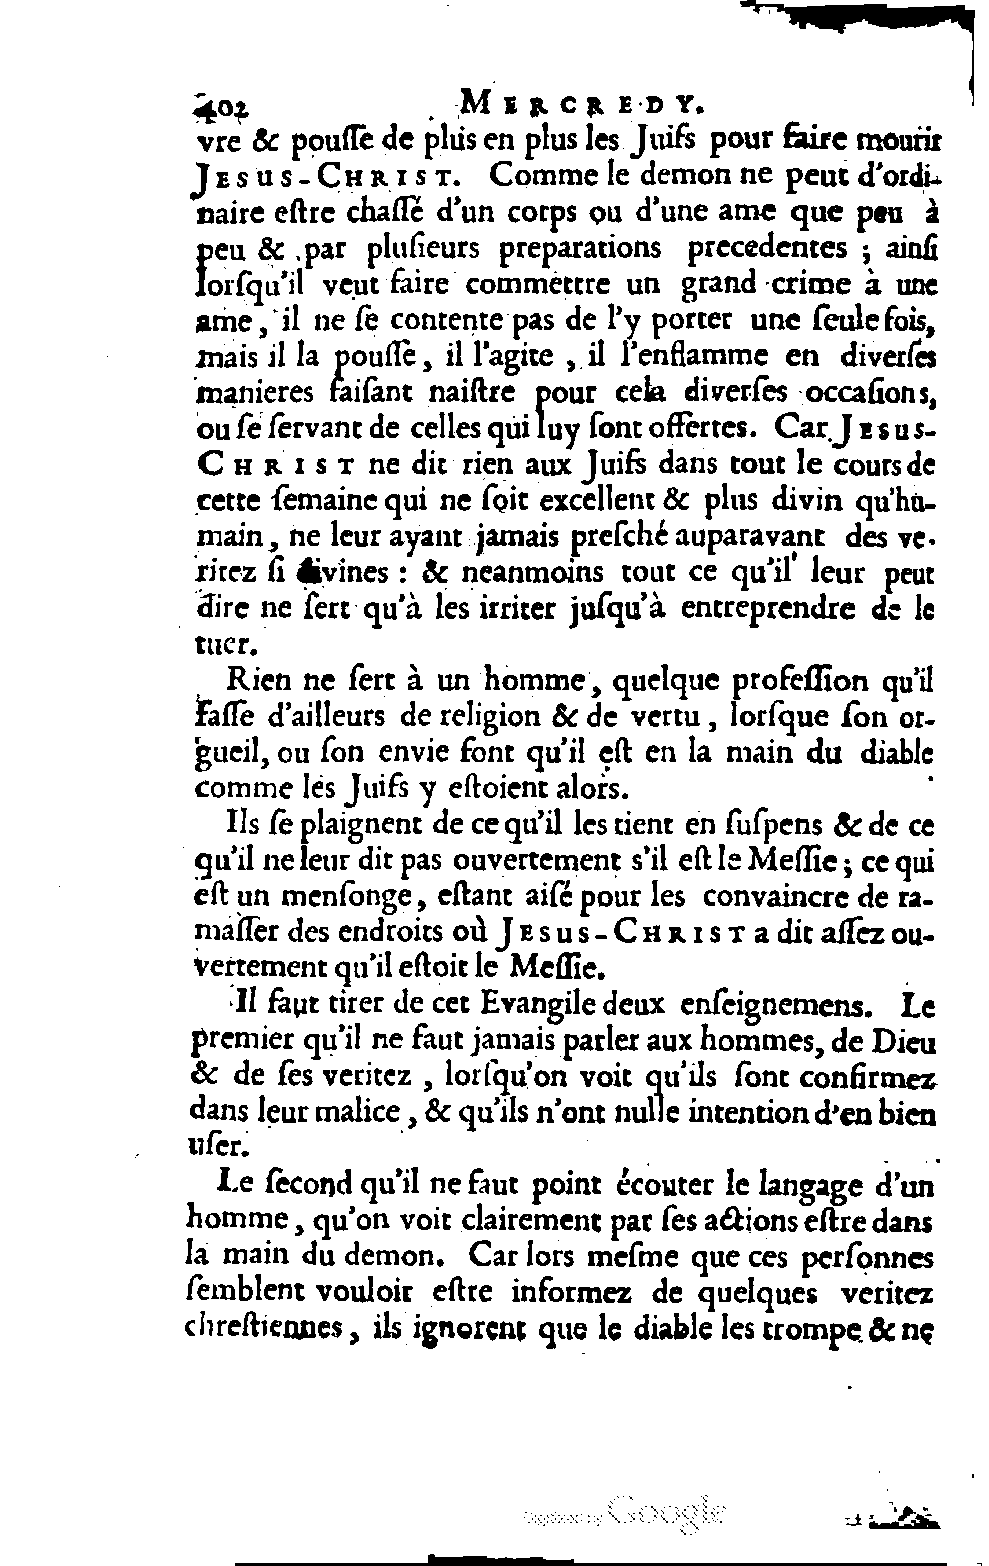 402 MERCREDY.
vre & pouſſe de plus en plus les Juifs pour faire mourir
JESUS-CHRIST. Comme le demon ne peut d'ordi-
naire eſtre chaſſé d'un corps ou d'une ame que peu à
peu & par pluſieurs preparations precedentes ; ainſi
lorſqu'il veut faire commettre un grand crime à une
ame, il ne ſe contente pas de l'y porter une ſeule fois,
mais il la pouſſe, il l'agite, il l'enflamme en diverſes
manieres faiſant naiſtre pour cela diverſes occaſions,
ou ſe ſervant de celles qui luy ſont offertes. Car JESUS-
CHRIST ne dit rien aux Juifs dans tout le cours de
cette ſemaine qui ne ſoit excellent & plus divin qu'hu-
main, ne leur ayant jamais preſché auparavant des ve-
ritez ſi divines : & neanmoins tout ce qu'il leur peut
dire ne ſert qu'à les irriter juſqu'à entreprendre de le
tuer.
Rien ne ſert à un homme, quelque profeſſion qu'il
faſſe d'ailleurs de religion & de vertu, lorſque ſon or-
gueil, ou ſon envie font qu'il eſt en la main du diable
comme les Juifs y eſtoient alors.
Ils ſe plaignent de ce qu'il les tient en ſuſpens & de ce
qu'il ne leur dit pas ouvertement s'il eſt le Meſſie ; ce qui
eſt un menſonge, eſtant aiſé pour les convaincre de ra-
maſſer des endroits où JESUS-CHRIST a dit aſſez ou-
vertement qu'il eſtoit le Meſſie.
Il faut tirer de cet Evangile deux enſeignemens. Le
premier qu'il ne faut jamais parler aux hommes, de Dieu
& de ſes veritez, lorſqu'on voit qu'ils ſont confirmez
dans leur malice, & qu'ils n'ont nulle intention d'en bien
uſer.
Le ſecond qu'il ne faut point écouter le langage d'un
homme, qu'on voit clairement par ſes actions eſtre dans
la main du demon. Car lors meſme que ces perſonnes
ſemblent vouloir eſtre informez de quelques veritez
chreſtiennes, ils ignorent que le diable les trompe & ne
Digitized by Google